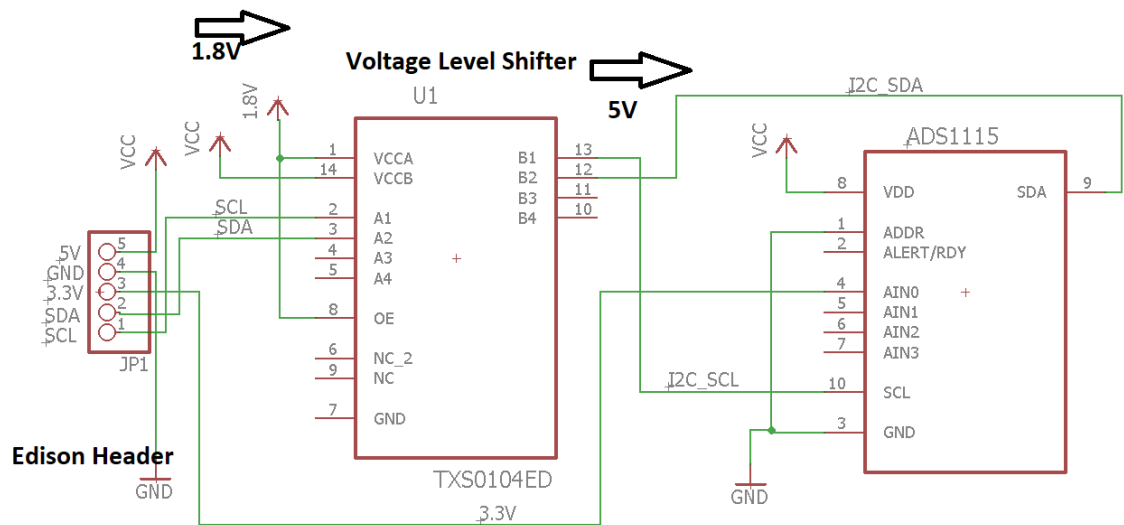 1.8V
Voltage Level Shifter
5V
Edison Header
VCC
5V
GND
3.3V
SDA
SCL
5
4
3
2
1
JP1
GND
VCC
1.8V
SCL
SDA
U1
1 VCCA
14 VCCB
2 A1
3 A2
4 A3
5 A4
8 OE
6 NC_2
9 NC
7 GND
B1 13
B2 12
B3 11
B4 10
TXS0104ED
3.3V
I2C_SDA
I2C_SCL
VCC
ADS1115
8 VDD
1 ADDR
2 ALERT/RDY
4 AIN0
5 AIN1
6 AIN2
7 AIN3
10 SCL
3 GND
SDA 9
GND